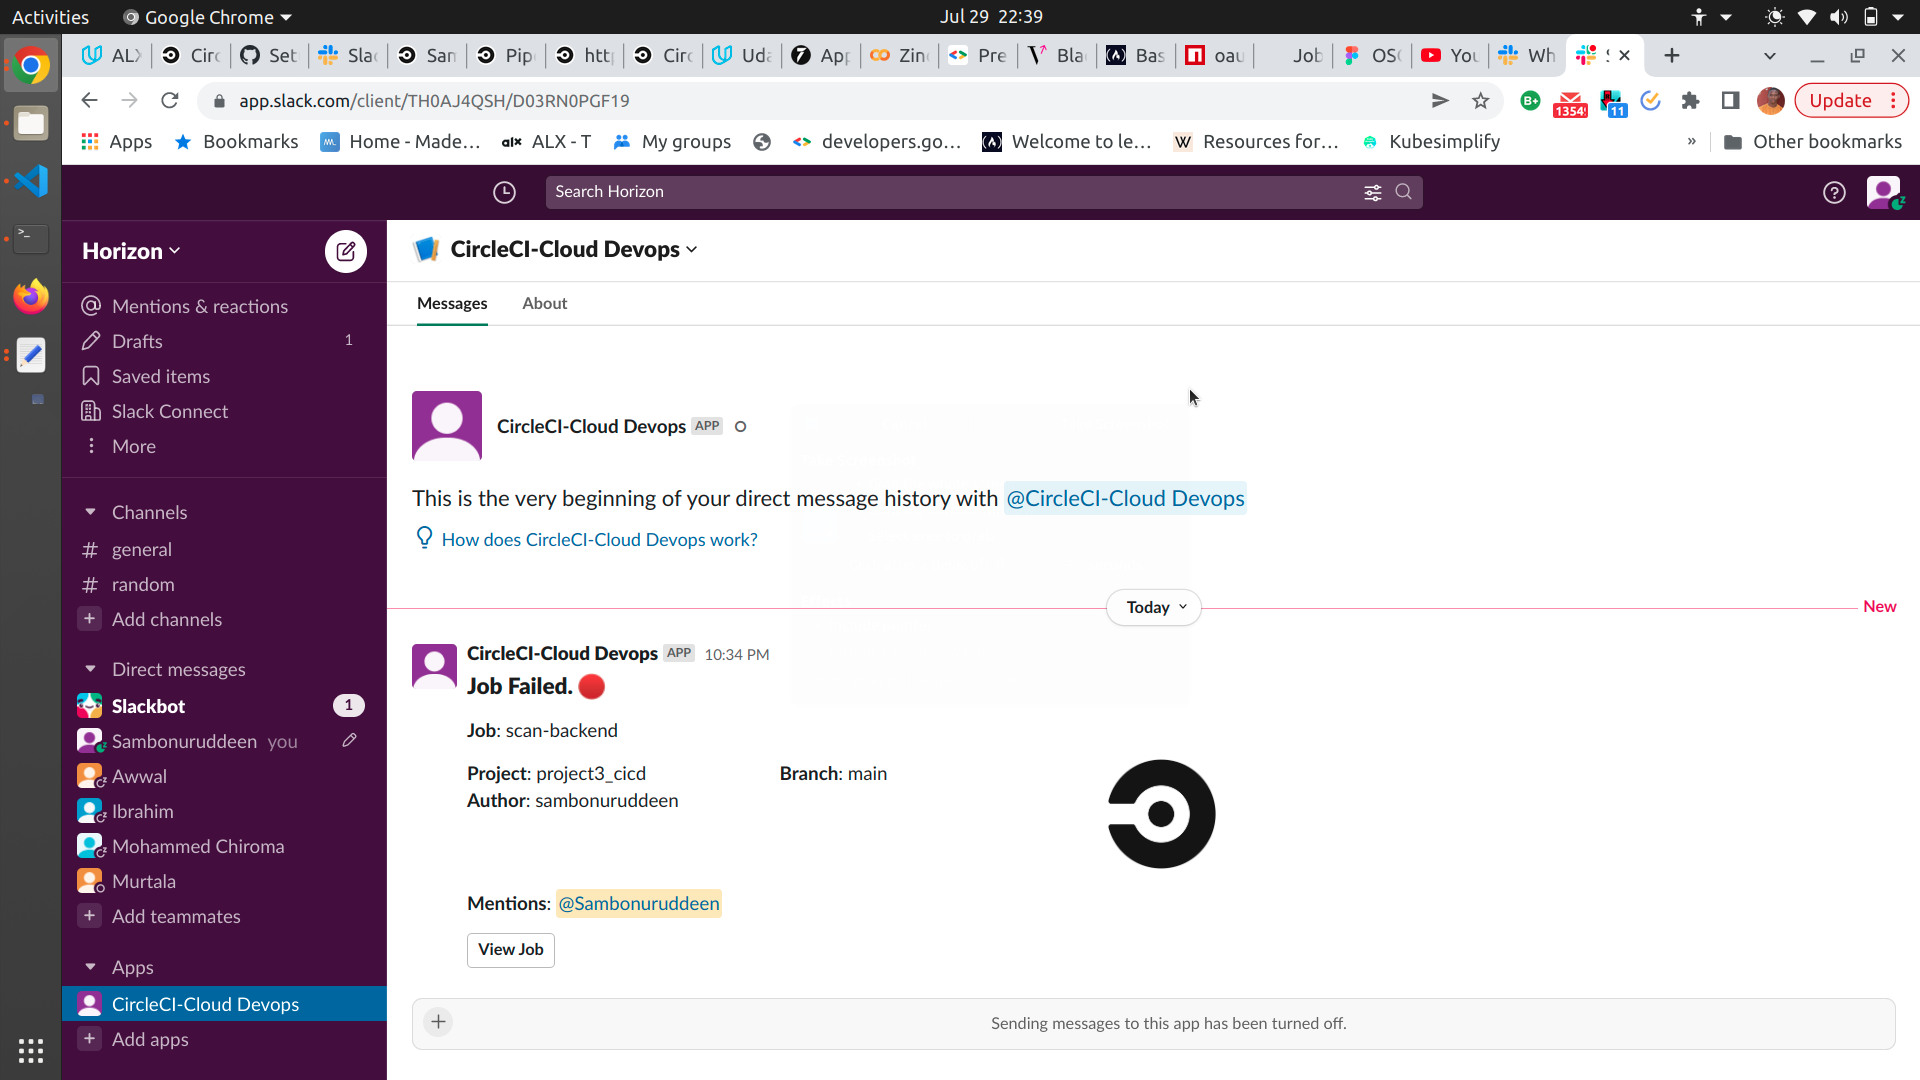 Activities
Google Chrome
Jul 29 22:39
ALX
Circ
Set
Slac
Sam
Pip
http
Circ
Uda
App
Zin
Pre
Bla
Bas
oau
Job
OSC
You
Wh
app.slack.com/client/TH0AJ4QSH/D03RN0PGF19
11
Update
Apps
Bookmarks
Home - Made...
alx
ALX - T
My groups
developers.go...
Welcome to le...
W
Resources for...
Kubesimplify
»
Other bookmarks
Search Horizon
Horizon
CircleCI-Cloud Devops
Messages
About
Mentions & reactions
Drafts
1
Saved items
Slack Connect
More
Channels
# general
# random
+ Add channels
Direct messages
Slackbot
1
Sambonuruddeen you
Awwal
Ibrahim
Mohammed Chiroma
Murtala
+ Add teammates
Apps
CircleCI-Cloud Devops
+ Add apps
CircleCI-Cloud Devops APP
This is the very beginning of your direct message history with @CircleCI-Cloud Devops
How does CircleCI-Cloud Devops work?
Today
New
CircleCI-Cloud Devops APP 10:34 PM
Job Failed.
Job: scan-backend
Project: project3_cicd
Branch: main
Author: sambonuruddeen
Mentions: @Sambonuruddeen
View Job
Sending messages to this app has been turned off.